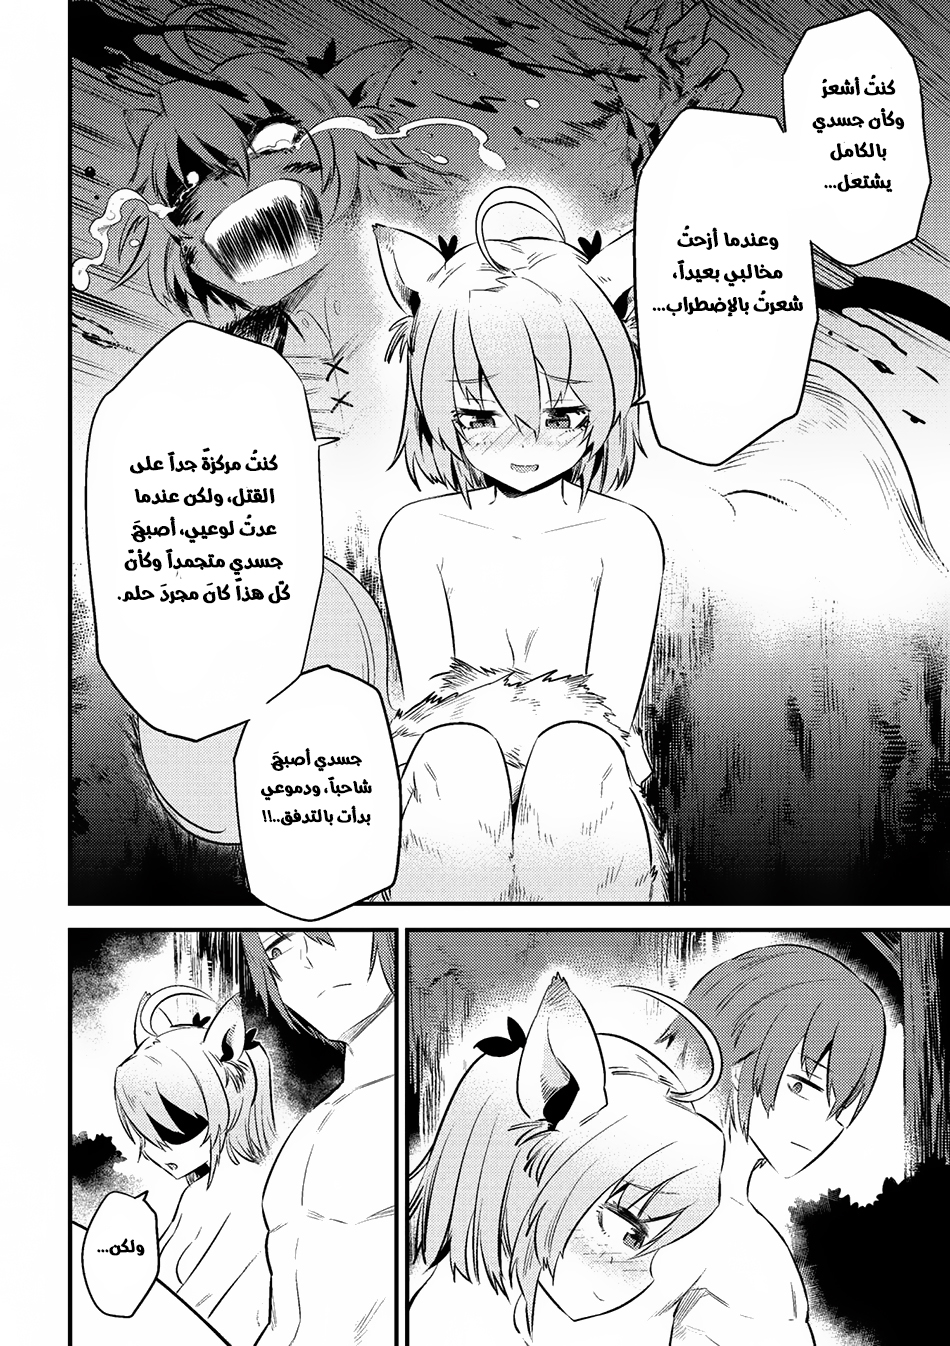 كنتُ أشعرُ
وكأن جسدي
بالكامل
يشتعل...
وعندما أزحتُ
مخالبي بعيداً،
شعرتُ بالإضطراب...
كنتُ مركزةً جداً على
القتل، ولكن عندما
عدتُ لوعيي، أصبحَ
جسدي متجمداً وكأنّ
كّل هذاً كانَ مجردَ حلم.
جسدي أصبحَ
شاحباً، ودموعي
بدأت بالتدفق..!!
ولكن...